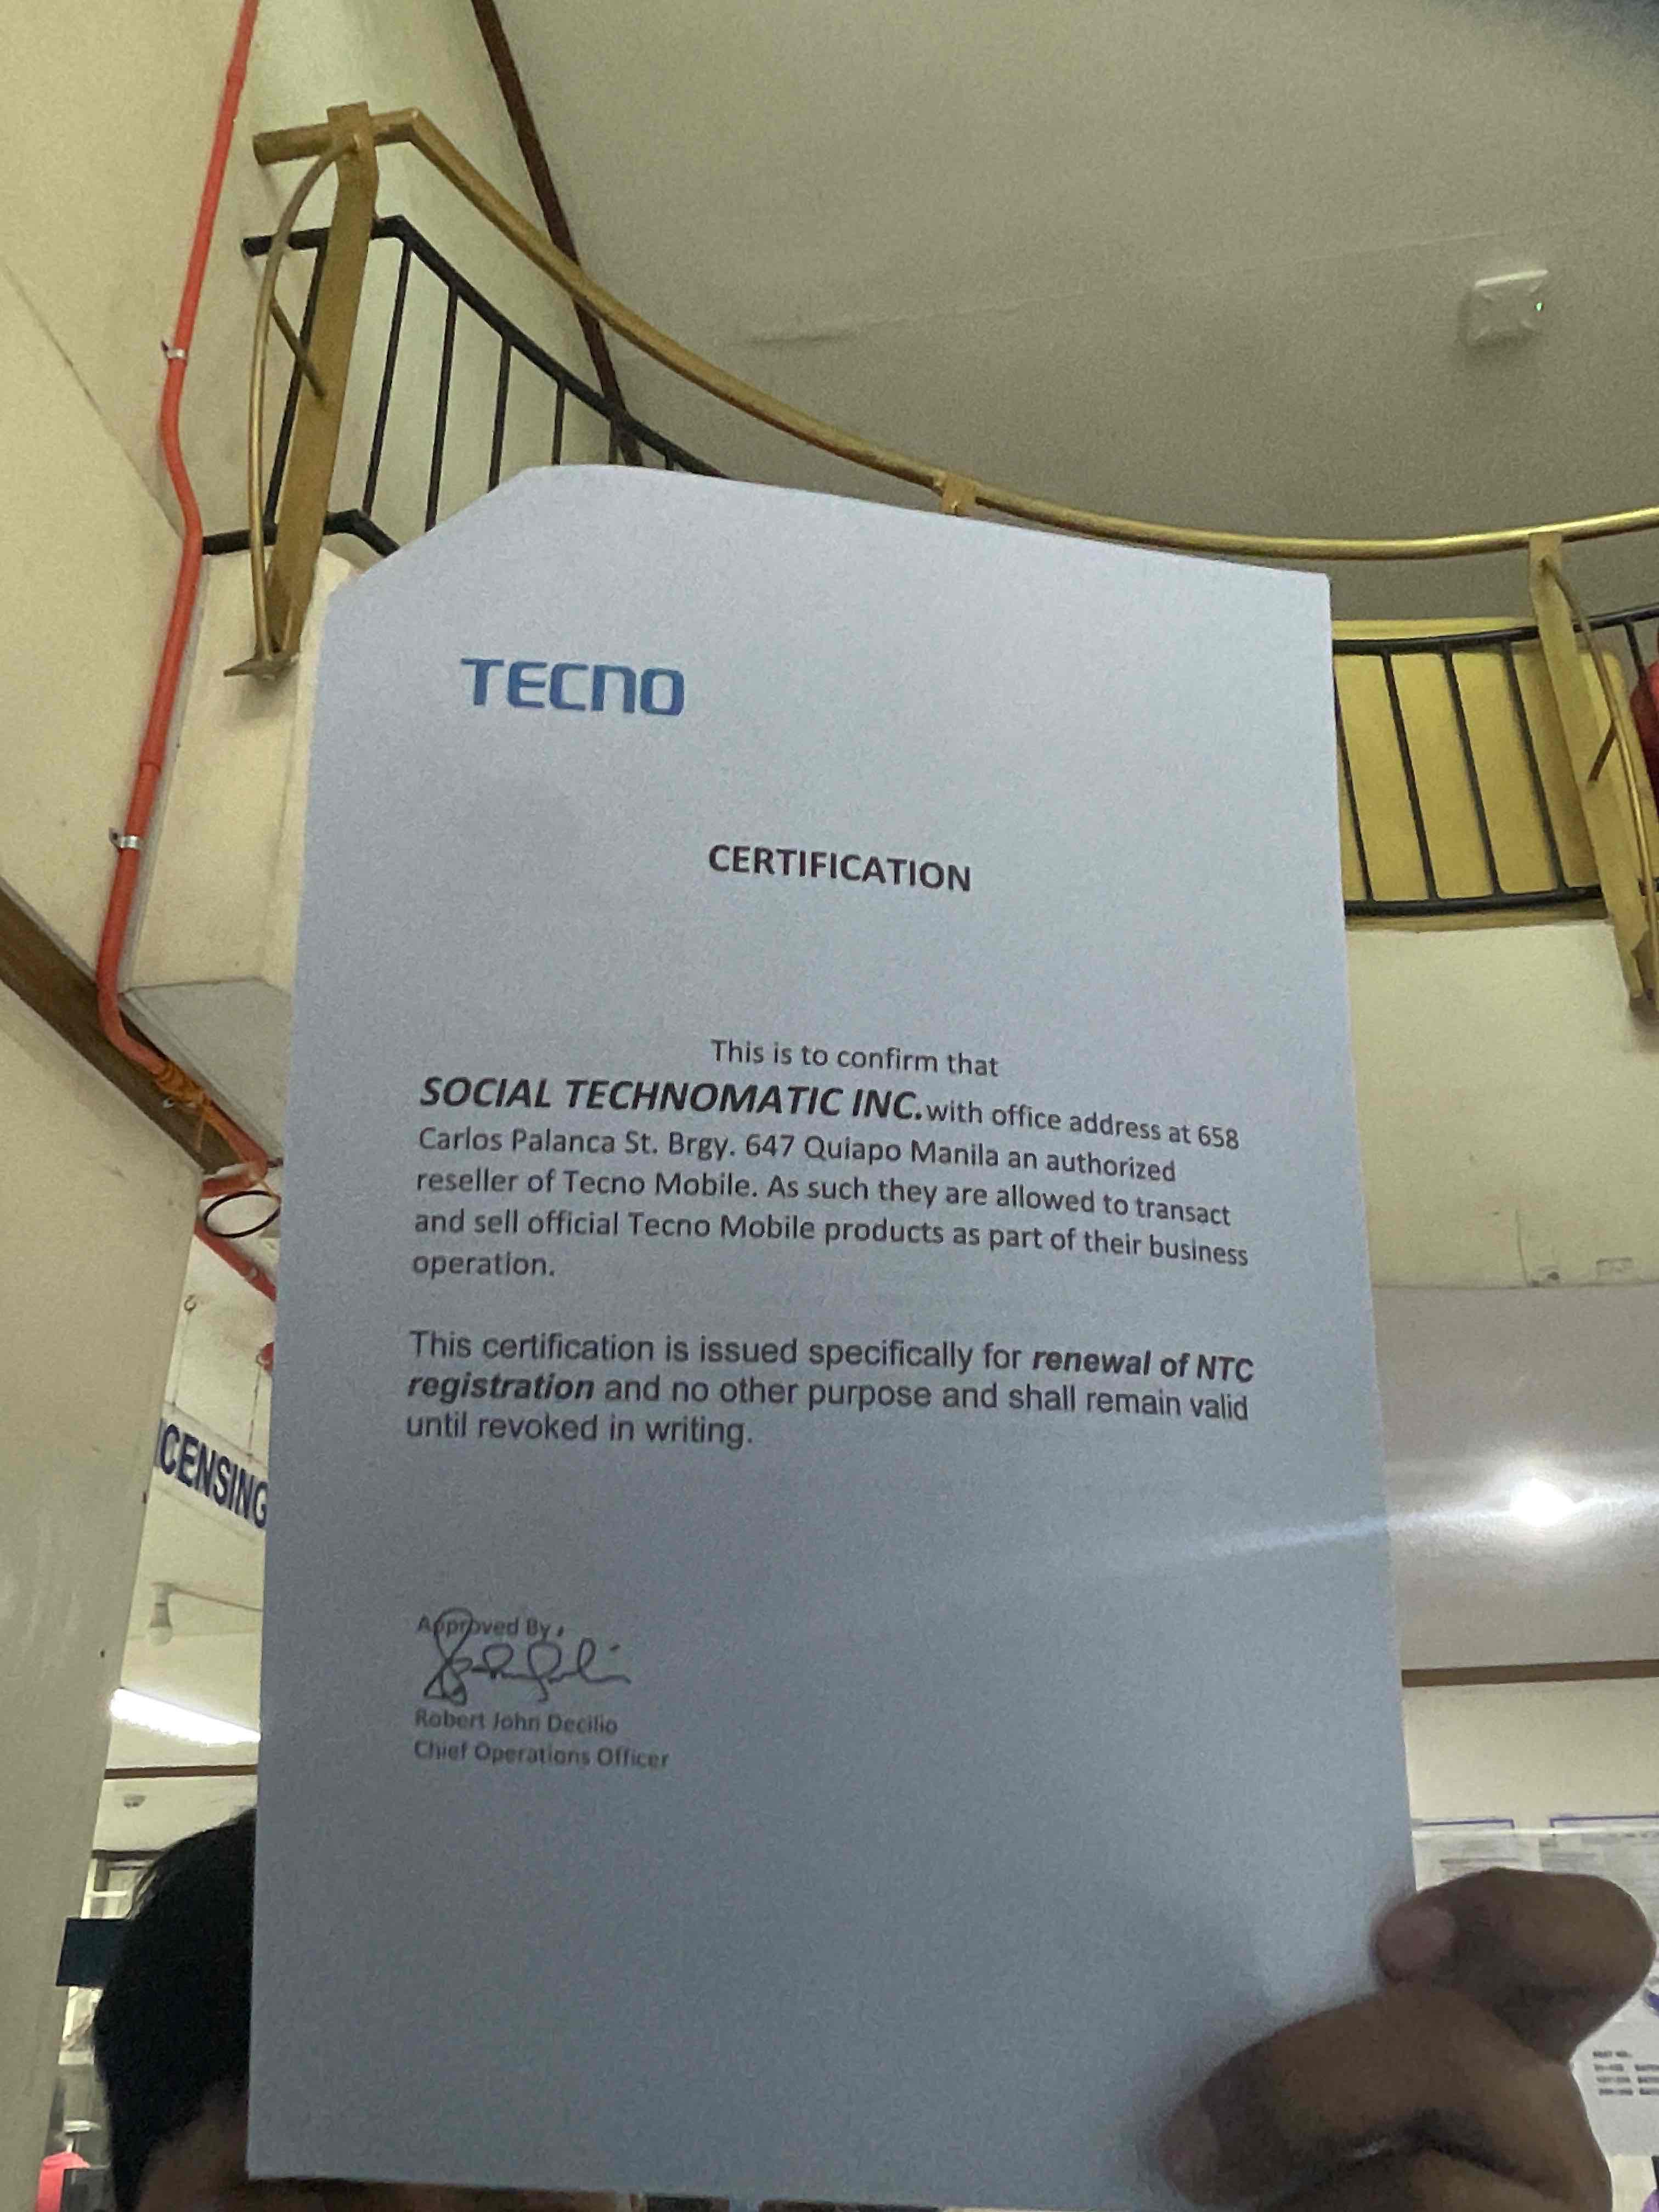 TECNO
CERTIFICATION
This is to confirm that
SOCIAL TECHNOMATIC INC. with office address at 658
Carlos Palanca St. Brgy. 647 Quiapo Manila an authorized
reseller of Tecno Mobile. As such they are allowed to transact
and sell official Tecno Mobile products as part of their business
operation.
This certification is issued specifically for renewal of NTC
registration and no other purpose and shall remain valid
until revoked in writing.
ICENSING
Approved By
Robert John Decilio
Chief Operations Officer